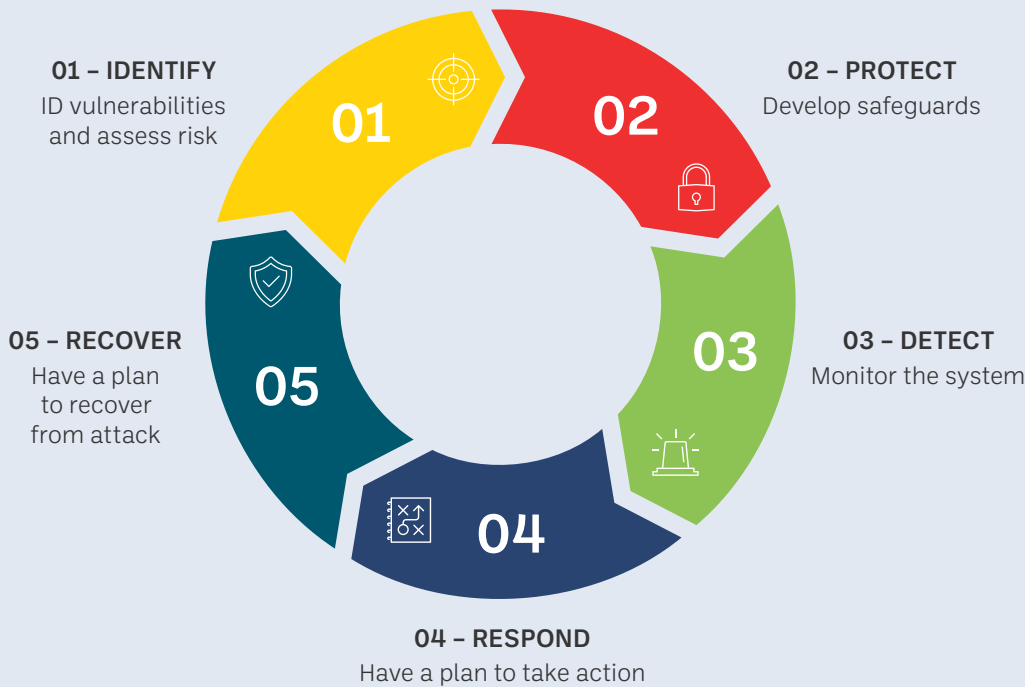 01 – IDENTIFY
ID vulnerabilities
and assess risk
01
02
02 – PROTECT
Develop safeguards
03
03 – DETECT
Monitor the system
04
04 – RESPOND
Have a plan to take action
05
05 – RECOVER
Have a plan
to recover
from attack